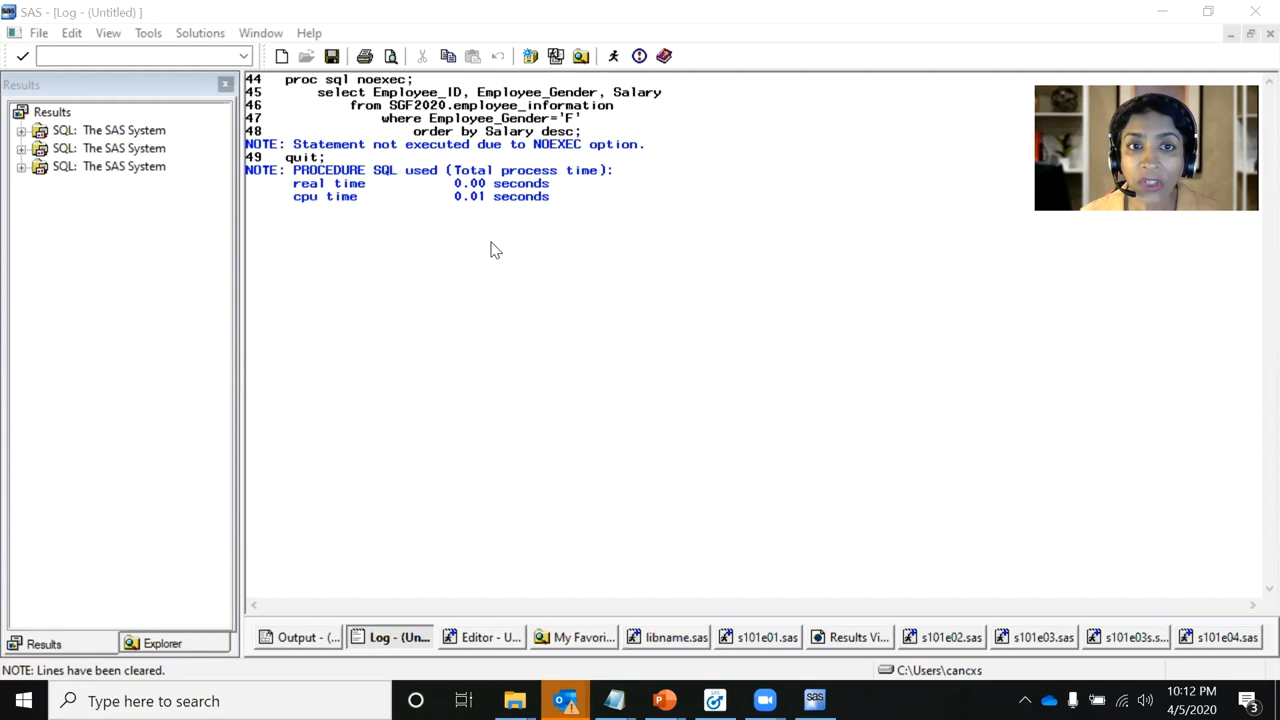 SAS - [Log - (Untitled) ]
File Edit View Tools Solutions Window Help
Results
Results
SQL: The SAS System
SQL: The SAS System
SQL: The SAS System
44 proc sql noexec;
45 select Employee_ID, Employee_Gender, Salary
46 from SGF2020.employee_information
47 where Employee_Gender='F'
48 order by Salary desc;
NOTE: Statement not executed due to NOEXEC option.
49 quit;
NOTE: PROCEDURE SQL used (Total process time):
real time 0.00 seconds
cpu time 0.01 seconds
Results Explorer
Output - (... Log - (Un... Editor - U... My Favori... libname.sas s101e01.sas Results Vi... s101e02.sas s101e03.sas s101e03s.s... s101e04.sas
NOTE: Lines have been cleared. C:\Users\cancxs
Type here to search
10:12 PM
4/5/2020
3